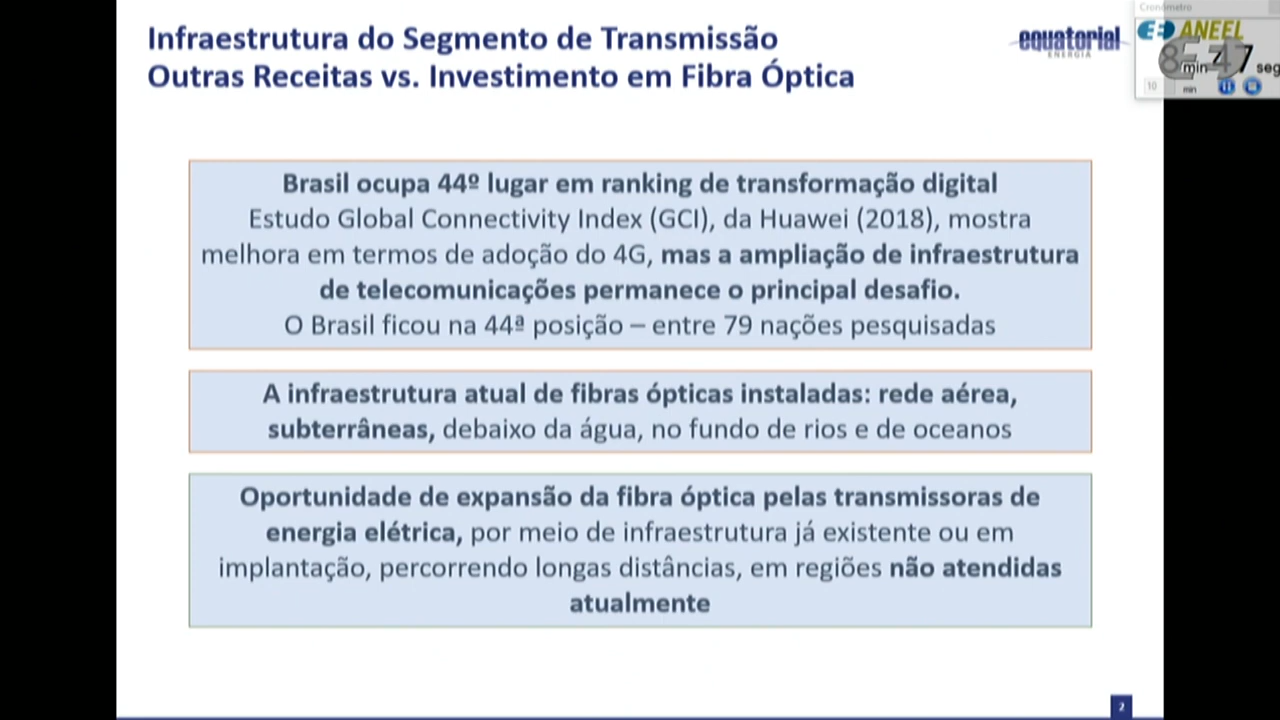 Infraestrutura do Segmento de Transmissão
Outras Receitas vs. Investimento em Fibra Óptica
equatorial
ENERGIA
Cronômetro
ANEEL
min
seg
10
min
Brasil ocupa 44º lugar em ranking de transformação digital
Estudo Global Connectivity Index (GCI), da Huawei (2018), mostra
melhora em termos de adoção do 4G, mas a ampliação de infraestrutura
de telecomunicações permanece o principal desafio.
O Brasil ficou na 44ª posição – entre 79 nações pesquisadas
A infraestrutura atual de fibras ópticas instaladas: rede aérea,
subterrâneas, debaixo da água, no fundo de rios e de oceanos
Oportunidade de expansão da fibra óptica pelas transmissoras de
energia elétrica, por meio de infraestrutura já existente ou em
implantação, percorrendo longas distâncias, em regiões não atendidas
atualmente
2